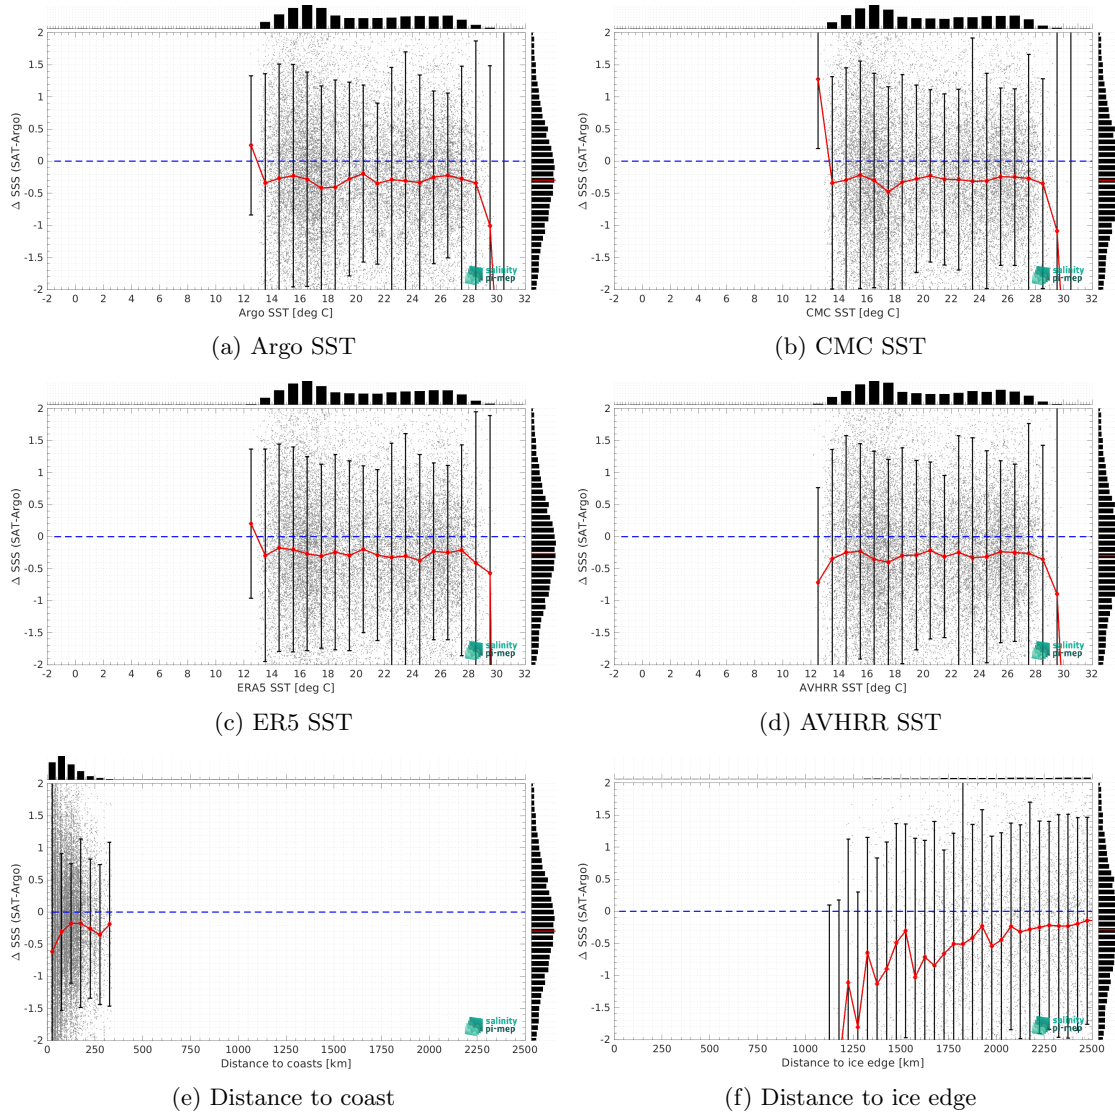 2
1.5
1
0.5
0
-0.5
-1
-1.5
-2
Δ SSS (SAT-Argo)
-2 0 2 4 6 8 10 12 14 16 18 20 22 24 26 28 30 32
Argo SST [deg C]
salinity
pi-mep
(a) Argo SST
2
1.5
1
0.5
0
-0.5
-1
-1.5
-2
Δ SSS (SAT-Argo)
-2 0 2 4 6 8 10 12 14 16 18 20 22 24 26 28 30 32
CMC SST [deg C]
salinity
pi-mep
(b) CMC SST
2
1.5
1
0.5
0
-0.5
-1
-1.5
-2
Δ SSS (SAT-Argo)
-2 0 2 4 6 8 10 12 14 16 18 20 22 24 26 28 30 32
ERA5 SST [deg C]
salinity
pi-mep
(c) ER5 SST
2
1.5
1
0.5
0
-0.5
-1
-1.5
-2
Δ SSS (SAT-Argo)
-2 0 2 4 6 8 10 12 14 16 18 20 22 24 26 28 30 32
AVHRR SST [deg C]
salinity
pi-mep
(d) AVHRR SST
2
1.5
1
0.5
0
-0.5
-1
-1.5
-2
Δ SSS (SAT-Argo)
0 250 500 750 1000 1250 1500 1750 2000 2250 2500
Distance to coasts [km]
salinity
pi-mep
(e) Distance to coast
2
1.5
1
0.5
0
-0.5
-1
-1.5
-2
Δ SSS (SAT-Argo)
0 250 500 750 1000 1250 1500 1750 2000 2250 2500
Distance to ice edge [km]
salinity
pi-mep
(f) Distance to ice edge